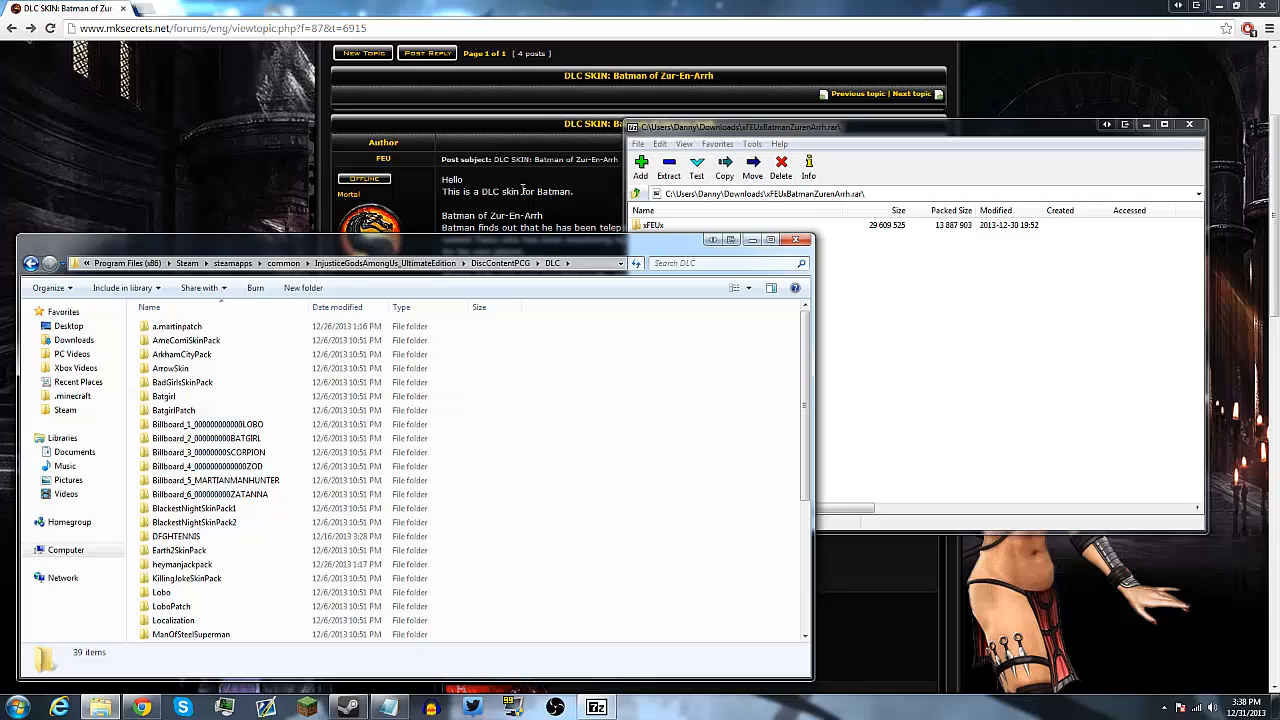 DLC SKIN: Batman of Zur
www.mksecrets.net/forums/eng/viewtopic.php?f=87&t=6915
New Topic
Post Reply
Page 1 of 1 [ 4 posts ]
DLC SKIN: Batman of Zur-En-Arrh
Previous topic | Next topic
DLC SKIN: Ba
Author
FEU
Post subject: DLC SKIN: Batman of Zur-En-Arrh
Offline
Mortal
Hello
This is a DLC skin for Batman.
Batman of Zur-En-Arrh
Batman finds out that he has been telep
C:\Users\Danny\Downloads\xFEUxBatmanZurenArrh.rar\
File Edit View Favorites Tools Help
Add Extract Test Copy Move Delete Info
C:\Users\Danny\Downloads\xFEUxBatmanZurenArrh.rar\
Name Size Packed Size Modified Created Accessed
xFEUx 29 609 525 13 887 903 2013-12-30 19:52
« Program Files (x86) Steam steamapps common InjusticeGodsAmongUs_UltimateEdition DiscContentPCG DLC
Search DLC
Organize Include in library Share with Burn New folder
Favorites
Desktop
Downloads
PC Videos
Xbox Videos
Recent Places
.minecraft
Steam
Libraries
Documents
Music
Pictures
Videos
Homegroup
Computer
Network
Name Date modified Type Size
a.martinpatch 12/26/2013 1:16 PM File folder
AmeComiSkinPack 12/6/2013 10:51 PM File folder
ArkhamCityPack 12/6/2013 10:51 PM File folder
ArrowSkin 12/6/2013 10:51 PM File folder
BadGirlsSkinPack 12/6/2013 10:51 PM File folder
Batgirl 12/6/2013 10:51 PM File folder
BatgirlPatch 12/6/2013 10:51 PM File folder
Billboard_1_000000000000LOBO 12/6/2013 10:51 PM File folder
Billboard_2_000000000BATGIRL 12/6/2013 10:51 PM File folder
Billboard_3_00000000SCORPION 12/6/2013 10:51 PM File folder
Billboard_4_0000000000000ZOD 12/6/2013 10:51 PM File folder
Billboard_5_MARTIANMANHUNTER 12/6/2013 10:51 PM File folder
Billboard_6_000000000ZATANNA 12/6/2013 10:51 PM File folder
BlackestNightSkinPack1 12/6/2013 10:51 PM File folder
BlackestNightSkinPack2 12/6/2013 10:51 PM File folder
DFGHTENNIS 12/16/2013 3:28 PM File folder
Earth2SkinPack 12/6/2013 10:51 PM File folder
heymanjackpack 12/26/2013 1:17 PM File folder
KillingJokeSkinPack 12/6/2013 10:51 PM File folder
Lobo 12/6/2013 10:51 PM File folder
LoboPatch 12/6/2013 10:51 PM File folder
Localization 12/6/2013 10:51 PM File folder
ManOfSteelSuperman 12/6/2013 10:51 PM File folder
39 items
3:38 PM
12/31/2013